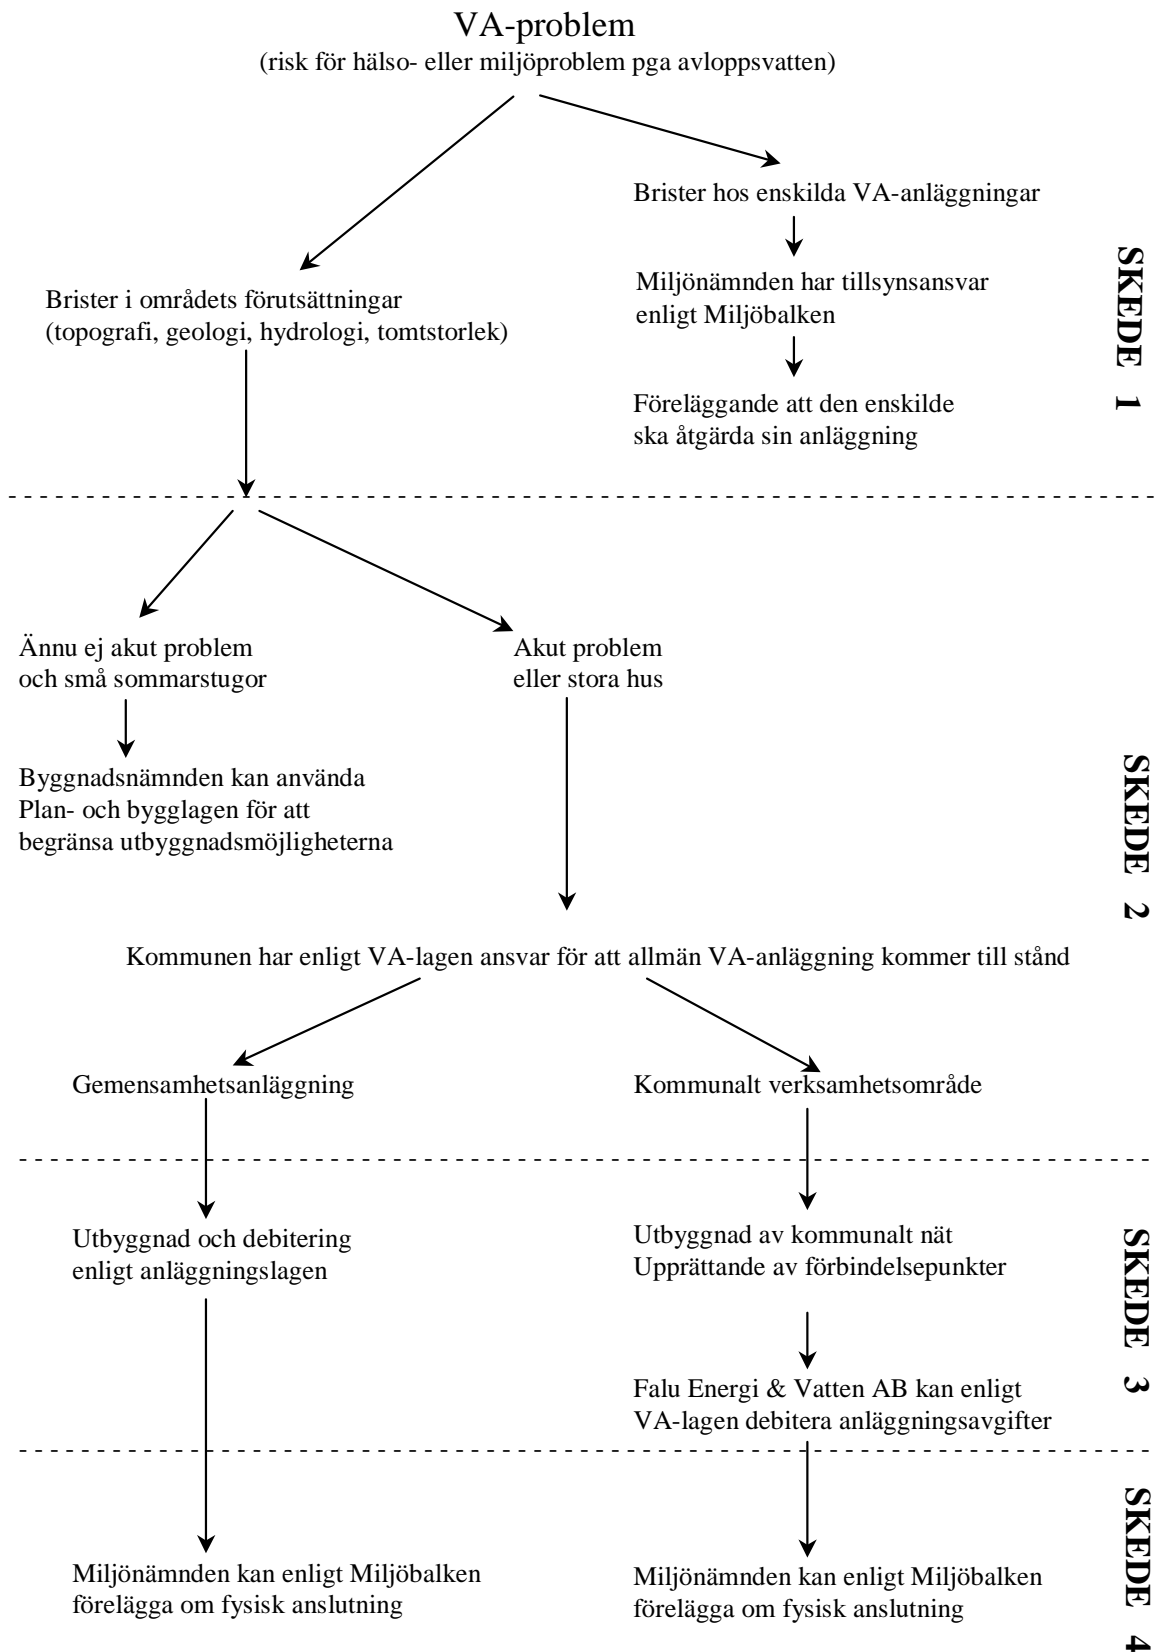 VA-problem
(risk för hälso- eller miljöproblem pga avloppsvatten)
Brister hos enskilda VA-anläggningar
Miljönämnden har tillsynsansvar
enligt Miljöbalken
Brister i områdets förutsättningar
(topografi, geologi, hydrologi, tomtstorlek)
Föreläggande att den enskilde
ska åtgärda sin anläggning
SKEDE 1
Ännu ej akut problem
och små sommarstugor
Akut problem
eller stora hus
Byggnadsnämnden kan använda
Plan- och bygglagen för att
begränsa utbyggnadsmöjligheterna
SKEDE 2
Kommunen har enligt VA-lagen ansvar för att allmän VA-anläggning kommer till stånd
Gemensamhetsanläggning
Kommunalt verksamhetsområde
Utbyggnad och debitering
enligt anläggningslagen
Utbyggnad av kommunalt nät
Upprättande av förbindelsepunkter
SKEDE 3
Falu Energi & Vatten AB kan enligt
VA-lagen debitera anläggningsavgifter
Miljönämnden kan enligt Miljöbalken
förelägga om fysisk anslutning
Miljönämnden kan enligt Miljöbalken
förelägga om fysisk anslutning
SKEDE 4